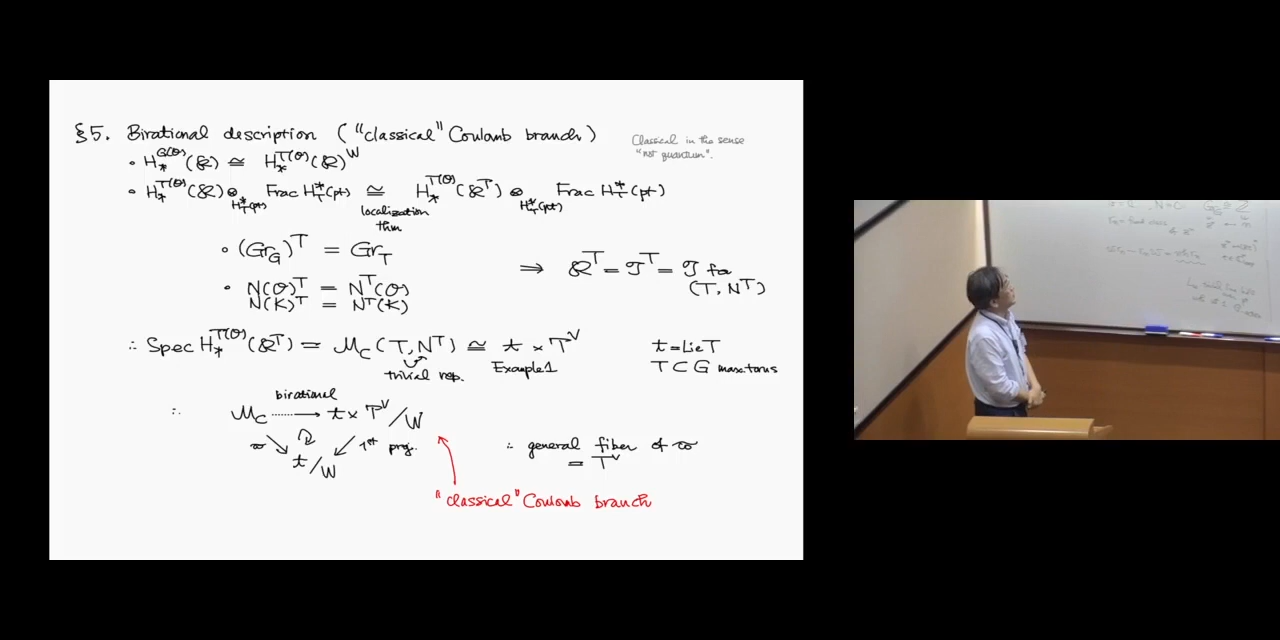 §5. Birational description ("classical" Coulomb branch)
Classical in the sense
"not quantum".
• H_*^{G(O)}(R) ≅ H_*^{T(O)}(R)^W
• H_*^{T(O)}(R) ⊗_{H_T^*(pt)} Frac H_T^*(pt) ≅ H_*^{T(O)}(R^T) ⊗_{H_T^*(pt)} Frac H_T^*(pt)
localization
thm
◦ (Gr_G)^T = Gr_T
◦ N(O)^T = N^T(O)
N(K)^T = N^T(K)
⟹ R^T = T^T = T for
(T, N^T)
∴ Spec H_*^{T(O)}(R^T) = M_C(T, N^T) ≅ t × T^∨
trivial rep.
Example 1
t = Lie T
T ⊂ G max. torus
∴ M_C ⇢ t × T^∨/W
birational
ϖ ↘ ↙ 1st proj.
t/W
∴ general fiber of ϖ
= T^∨
"classical" Coulomb branch